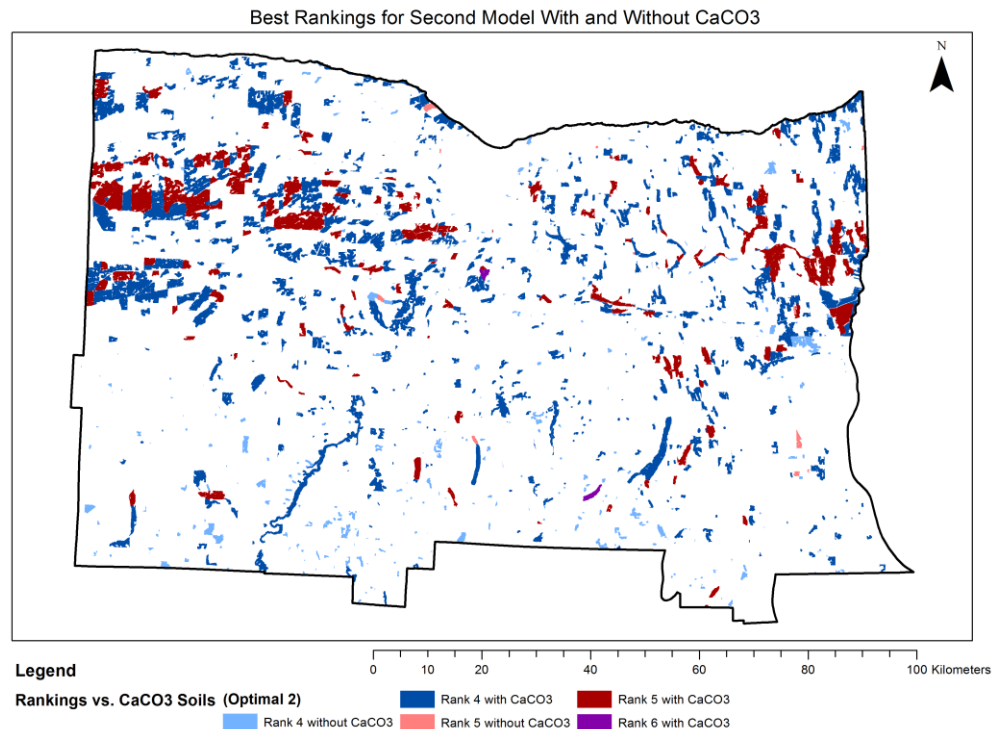 Best Rankings for Second Model With and Without CaCO3
N
0 10 20 40 60 80 100 Kilometers
Legend
Rankings vs. CaCO3 Soils (Optimal 2) Rank 4 with CaCO3 Rank 5 with CaCO3
Rank 4 without CaCO3 Rank 5 without CaCO3 Rank 6 with CaCO3